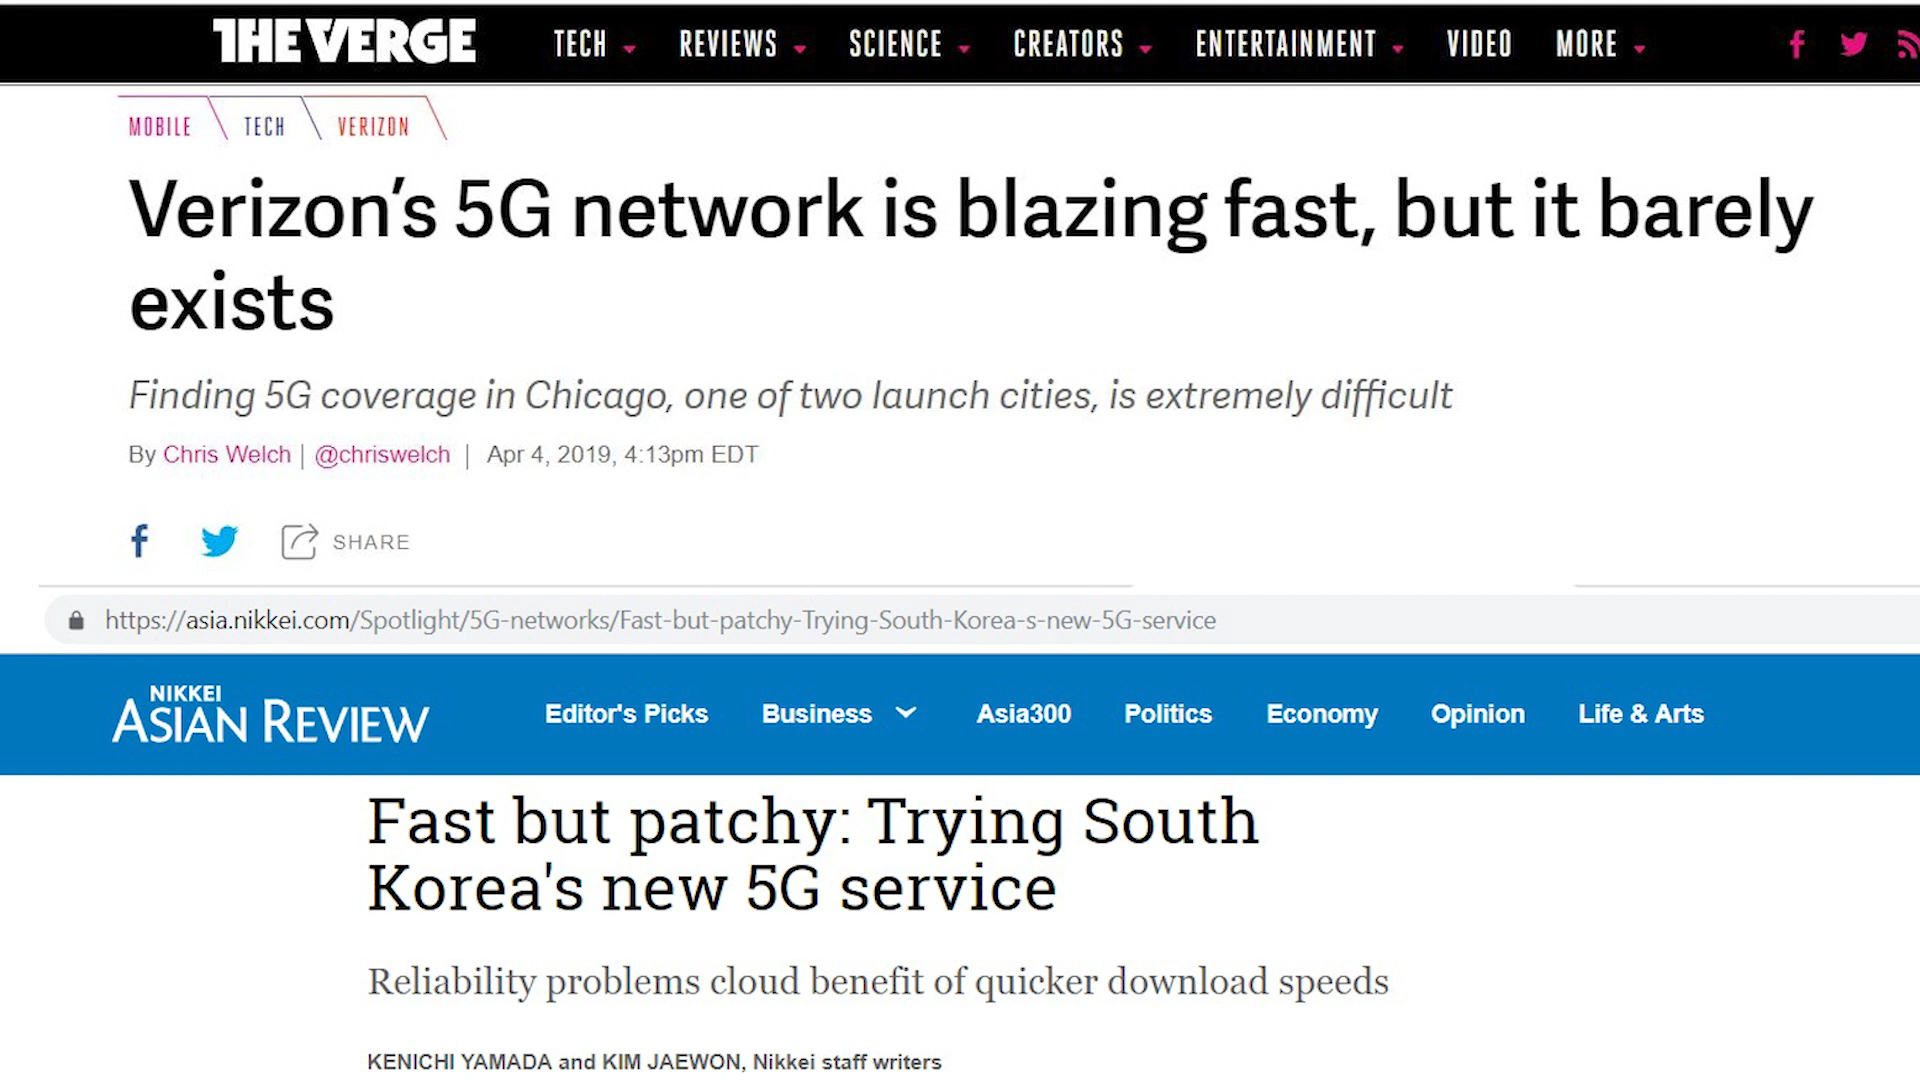 THE VERGE TECH REVIEWS SCIENCE CREATORS ENTERTAINMENT VIDEO MORE
MOBILE TECH VERIZON
Verizon’s 5G network is blazing fast, but it barely
exists
Finding 5G coverage in Chicago, one of two launch cities, is extremely difficult
By Chris Welch | @chriswelch | Apr 4, 2019, 4:13pm EDT
SHARE
https://asia.nikkei.com/Spotlight/5G-networks/Fast-but-patchy-Trying-South-Korea-s-new-5G-service
NIKKEI
ASIAN REVIEW Editor's Picks Business Asia300 Politics Economy Opinion Life & Arts
Fast but patchy: Trying South
Korea's new 5G service
Reliability problems cloud benefit of quicker download speeds
KENICHI YAMADA and KIM JAEWON, Nikkei staff writers